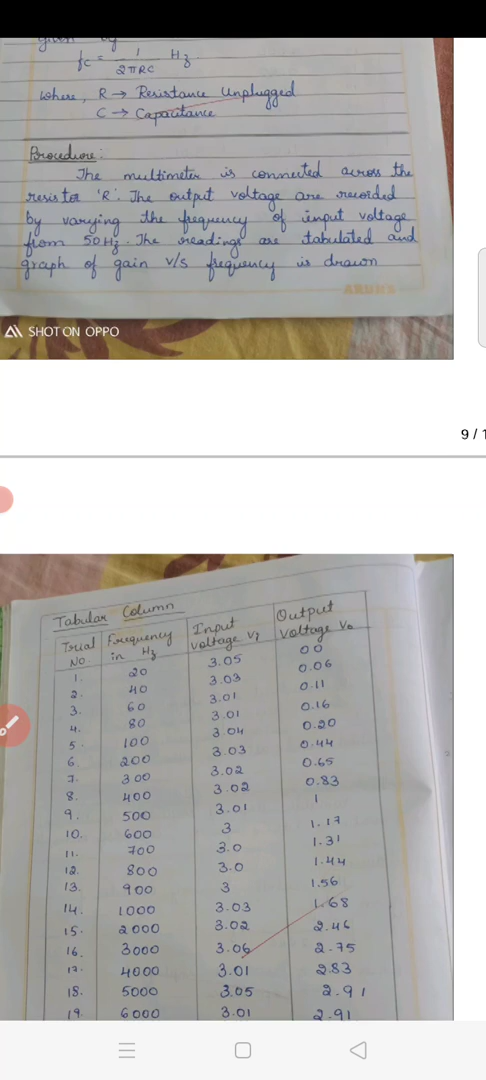 given by
fc = 1/2πRC Hz
where, R → Resistance Unplugged
C → Capacitance
Procedure:
The multimeter is connected across the
resistor 'R'. The output voltage are recorded
by varying the frequency of input voltage
from 50Hz. The readings are tabulated and
graph of gain v/s frequency is drawn
SHOT ON OPPO
9 / 1
Tabular Column
Trial No. Frequency in Hz Input voltage Vi Output voltage Vo
1. 20 3.05 00
2. 40 3.03 0.06
3. 60 3.01 0.11
4. 80 3.01 0.16
5. 100 3.04 0.20
6. 200 3.03 0.44
7. 300 3.02 0.65
8. 400 3.02 0.83
9. 500 3.01 1
10. 600 3 1.17
11. 700 3.0 1.31
12. 800 3.0 1.44
13. 900 3 1.56
14. 1000 3.03 1.68
15. 2000 3.02 2.46
16. 3000 3.06 2.75
17. 4000 3.01 2.83
18. 5000 3.05 2.91
19. 6000 3.01 2.91